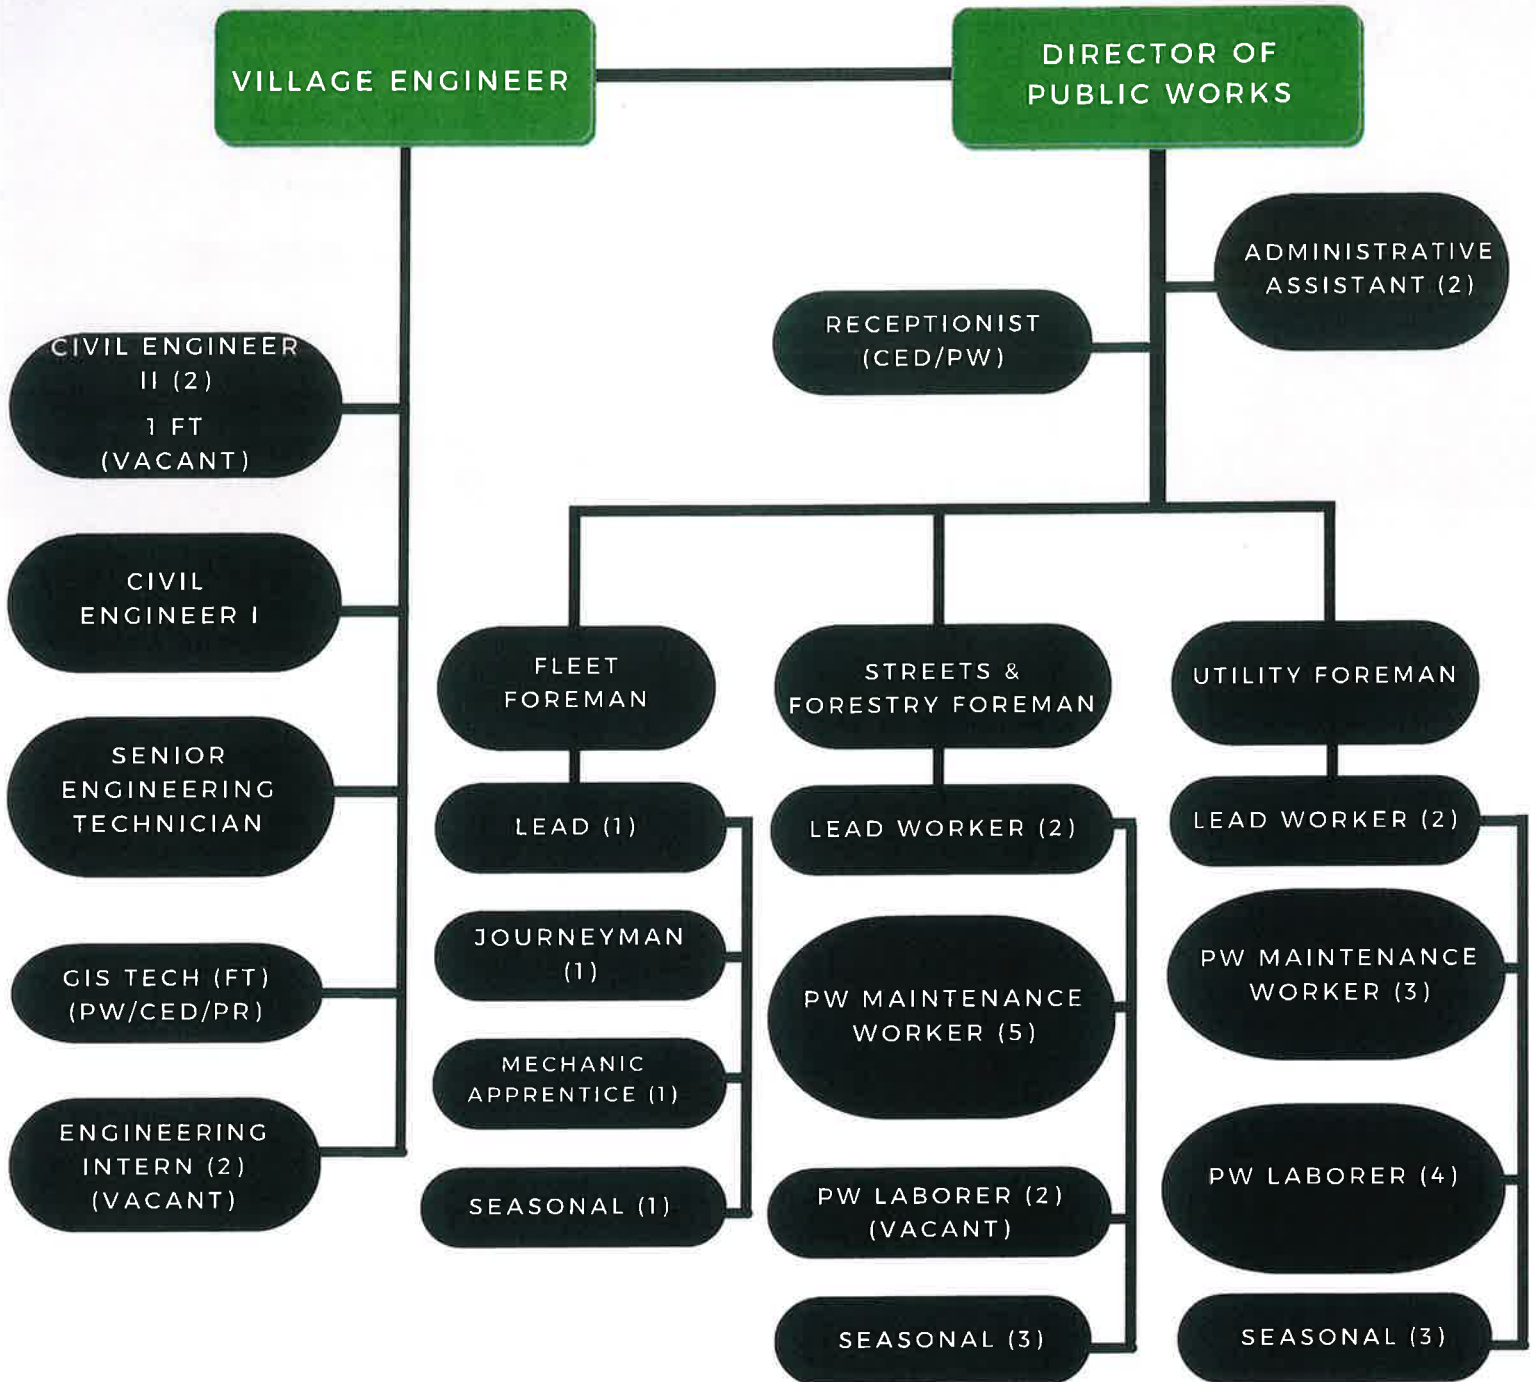 VILLAGE ENGINEER
DIRECTOR OF
PUBLIC WORKS
ADMINISTRATIVE
ASSISTANT (2)
RECEPTIONIST
(CED/PW)
CIVIL ENGINEER
II (2)
1 FT
(VACANT)
CIVIL
ENGINEER I
SENIOR
ENGINEERING
TECHNICIAN
GIS TECH (FT)
(PW/CED/PR)
ENGINEERING
INTERN (2)
(VACANT)
FLEET
FOREMAN
LEAD (1)
JOURNEYMAN
(1)
MECHANIC
APPRENTICE (1)
SEASONAL (1)
STREETS &
FORESTRY FOREMAN
LEAD WORKER (2)
PW MAINTENANCE
WORKER (5)
PW LABORER (2)
(VACANT)
SEASONAL (3)
UTILITY FOREMAN
LEAD WORKER (2)
PW MAINTENANCE
WORKER (3)
PW LABORER (4)
SEASONAL (3)